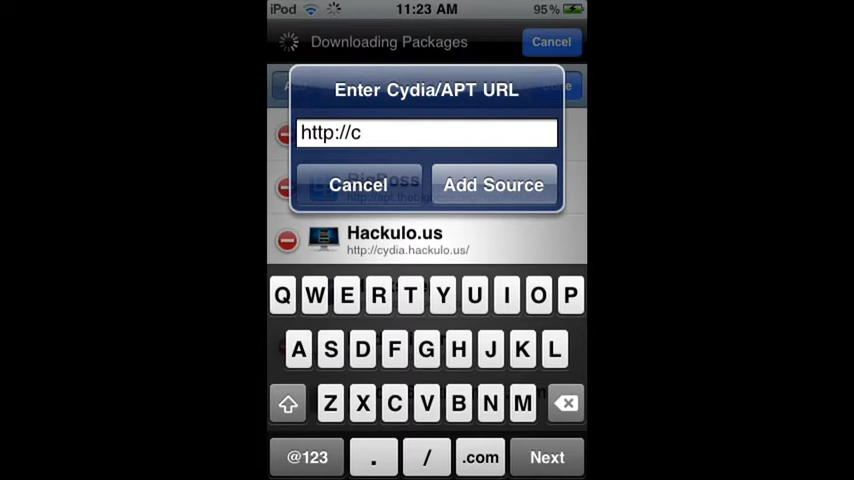 iPod 11:23 AM 95%
Downloading Packages Cancel
Enter Cydia/APT URL
http://c
Cancel Add Source
BigBoss
Hackulo.us
http://cydia.hackulo.us/
Q W E R T Y U I O P
A S D F G H J K L
Z X C V B N M
@123 . / .com Next